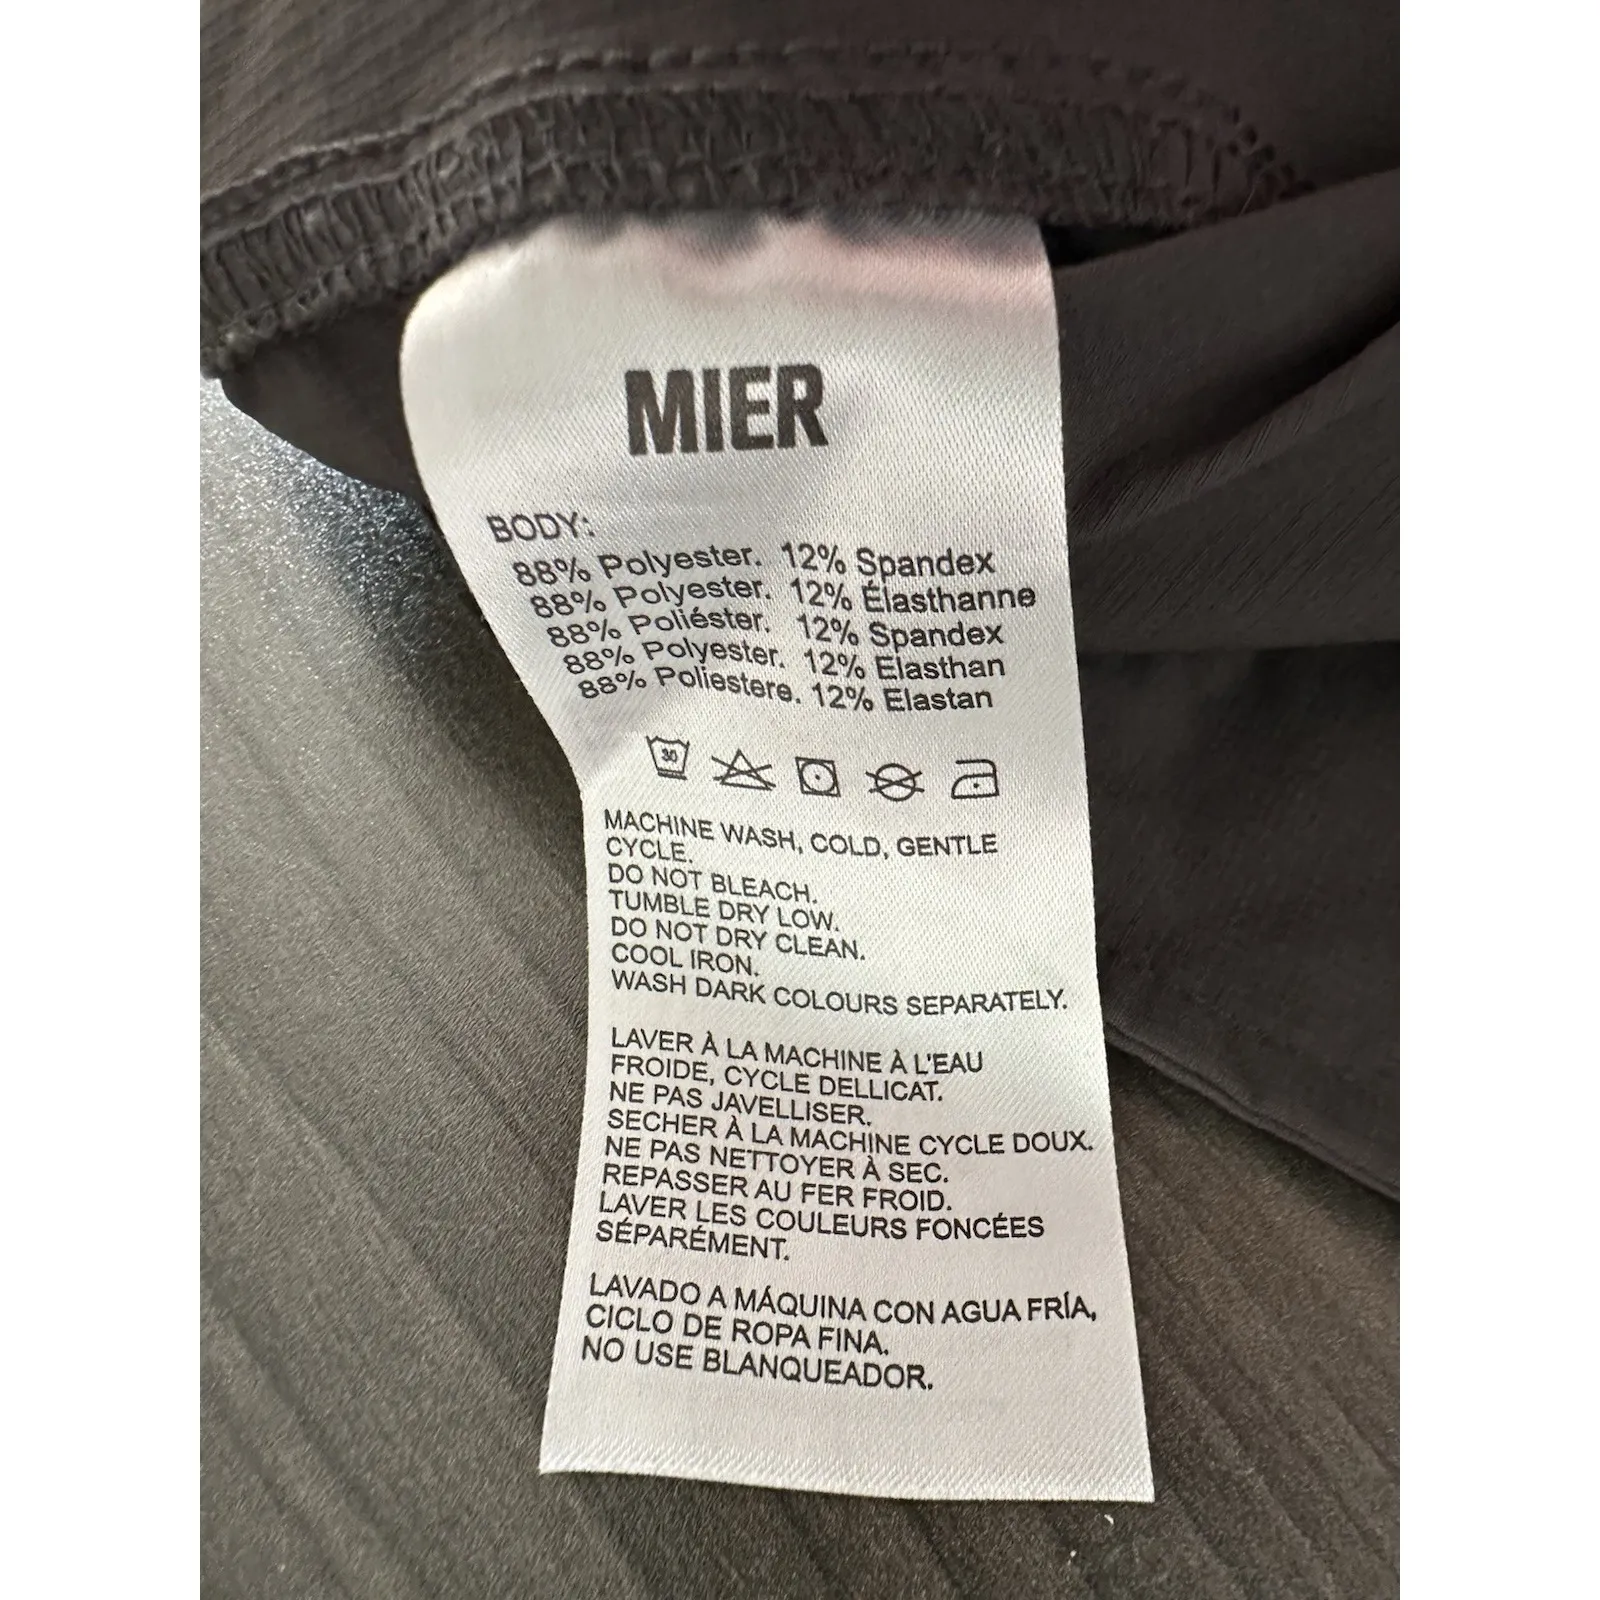 MIER
BODY:
88% Polyester. 12% Spandex
88% Polyester. 12% Élasthanne
88% Poliéster. 12% Spandex
88% Polyester. 12% Elasthan
88% Poliestere. 12% Elastan
30
MACHINE WASH, COLD, GENTLE
CYCLE.
DO NOT BLEACH.
TUMBLE DRY LOW.
DO NOT DRY CLEAN.
COOL IRON.
WASH DARK COLOURS SEPARATELY.
LAVER À LA MACHINE À L'EAU
FROIDE, CYCLE DELLICAT.
NE PAS JAVELLISER.
SECHER À LA MACHINE CYCLE DOUX.
NE PAS NETTOYER À SEC.
REPASSER AU FER FROID.
LAVER LES COULEURS FONCÉES
SÉPARÉMENT.
LAVADO A MÁQUINA CON AGUA FRÍA,
CICLO DE ROPA FINA.
NO USE BLANQUEADOR.